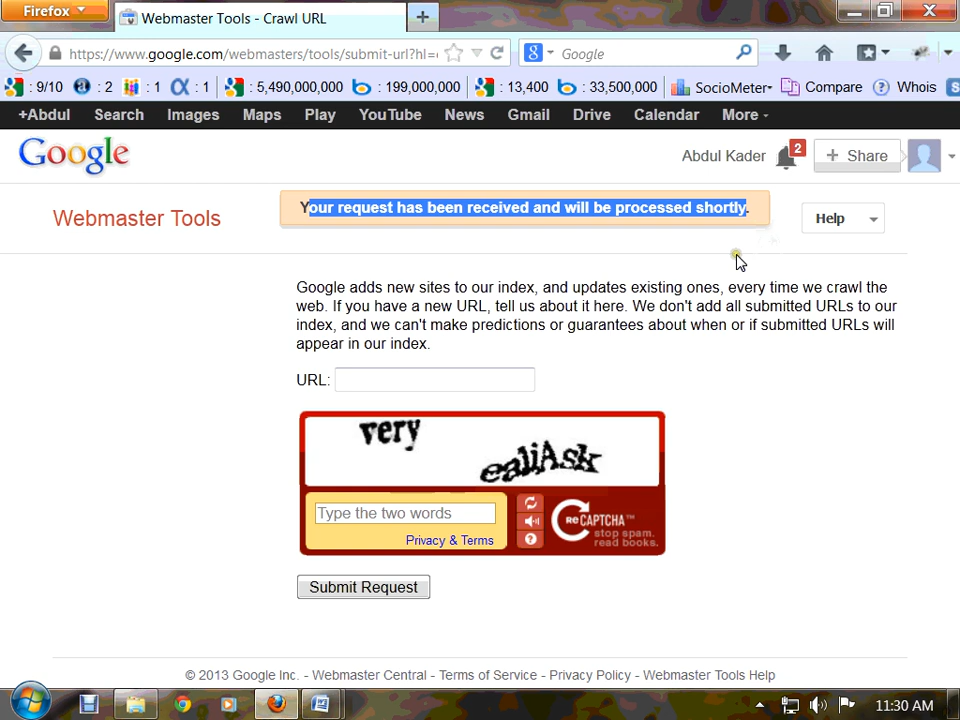 Firefox
Webmaster Tools - Crawl URL
https://www.google.com/webmasters/tools/submit-url?hl=
Google
: 9/10 : 2 : 1 : 1 : 5,490,000,000 : 199,000,000 : 13,400 : 33,500,000 SocioMeter Compare Whois S
+Abdul Search Images Maps Play YouTube News Gmail Drive Calendar More
Google
Abdul Kader 2 + Share
Webmaster Tools
Your request has been received and will be processed shortly.
Help
Google adds new sites to our index, and updates existing ones, every time we crawl the
web. If you have a new URL, tell us about it here. We don't add all submitted URLs to our
index, and we can't make predictions or guarantees about when or if submitted URLs will
appear in our index.
URL:
very
Type the two words
Privacy & Terms
reCAPTCHA™
stop spam.
read books.
Submit Request
© 2013 Google Inc. - Webmaster Central - Terms of Service - Privacy Policy - Webmaster Tools Help
11:30 AM